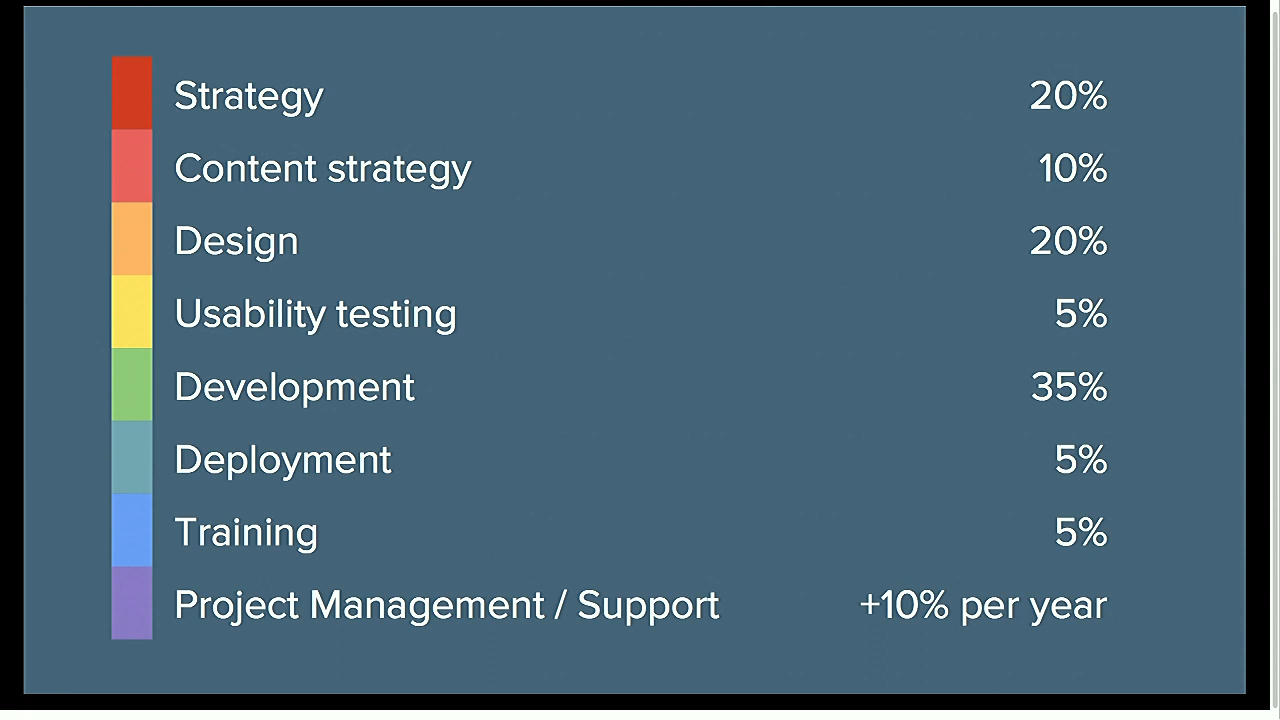 Strategy 20%
Content strategy 10%
Design 20%
Usability testing 5%
Development 35%
Deployment 5%
Training 5%
Project Management / Support +10% per year